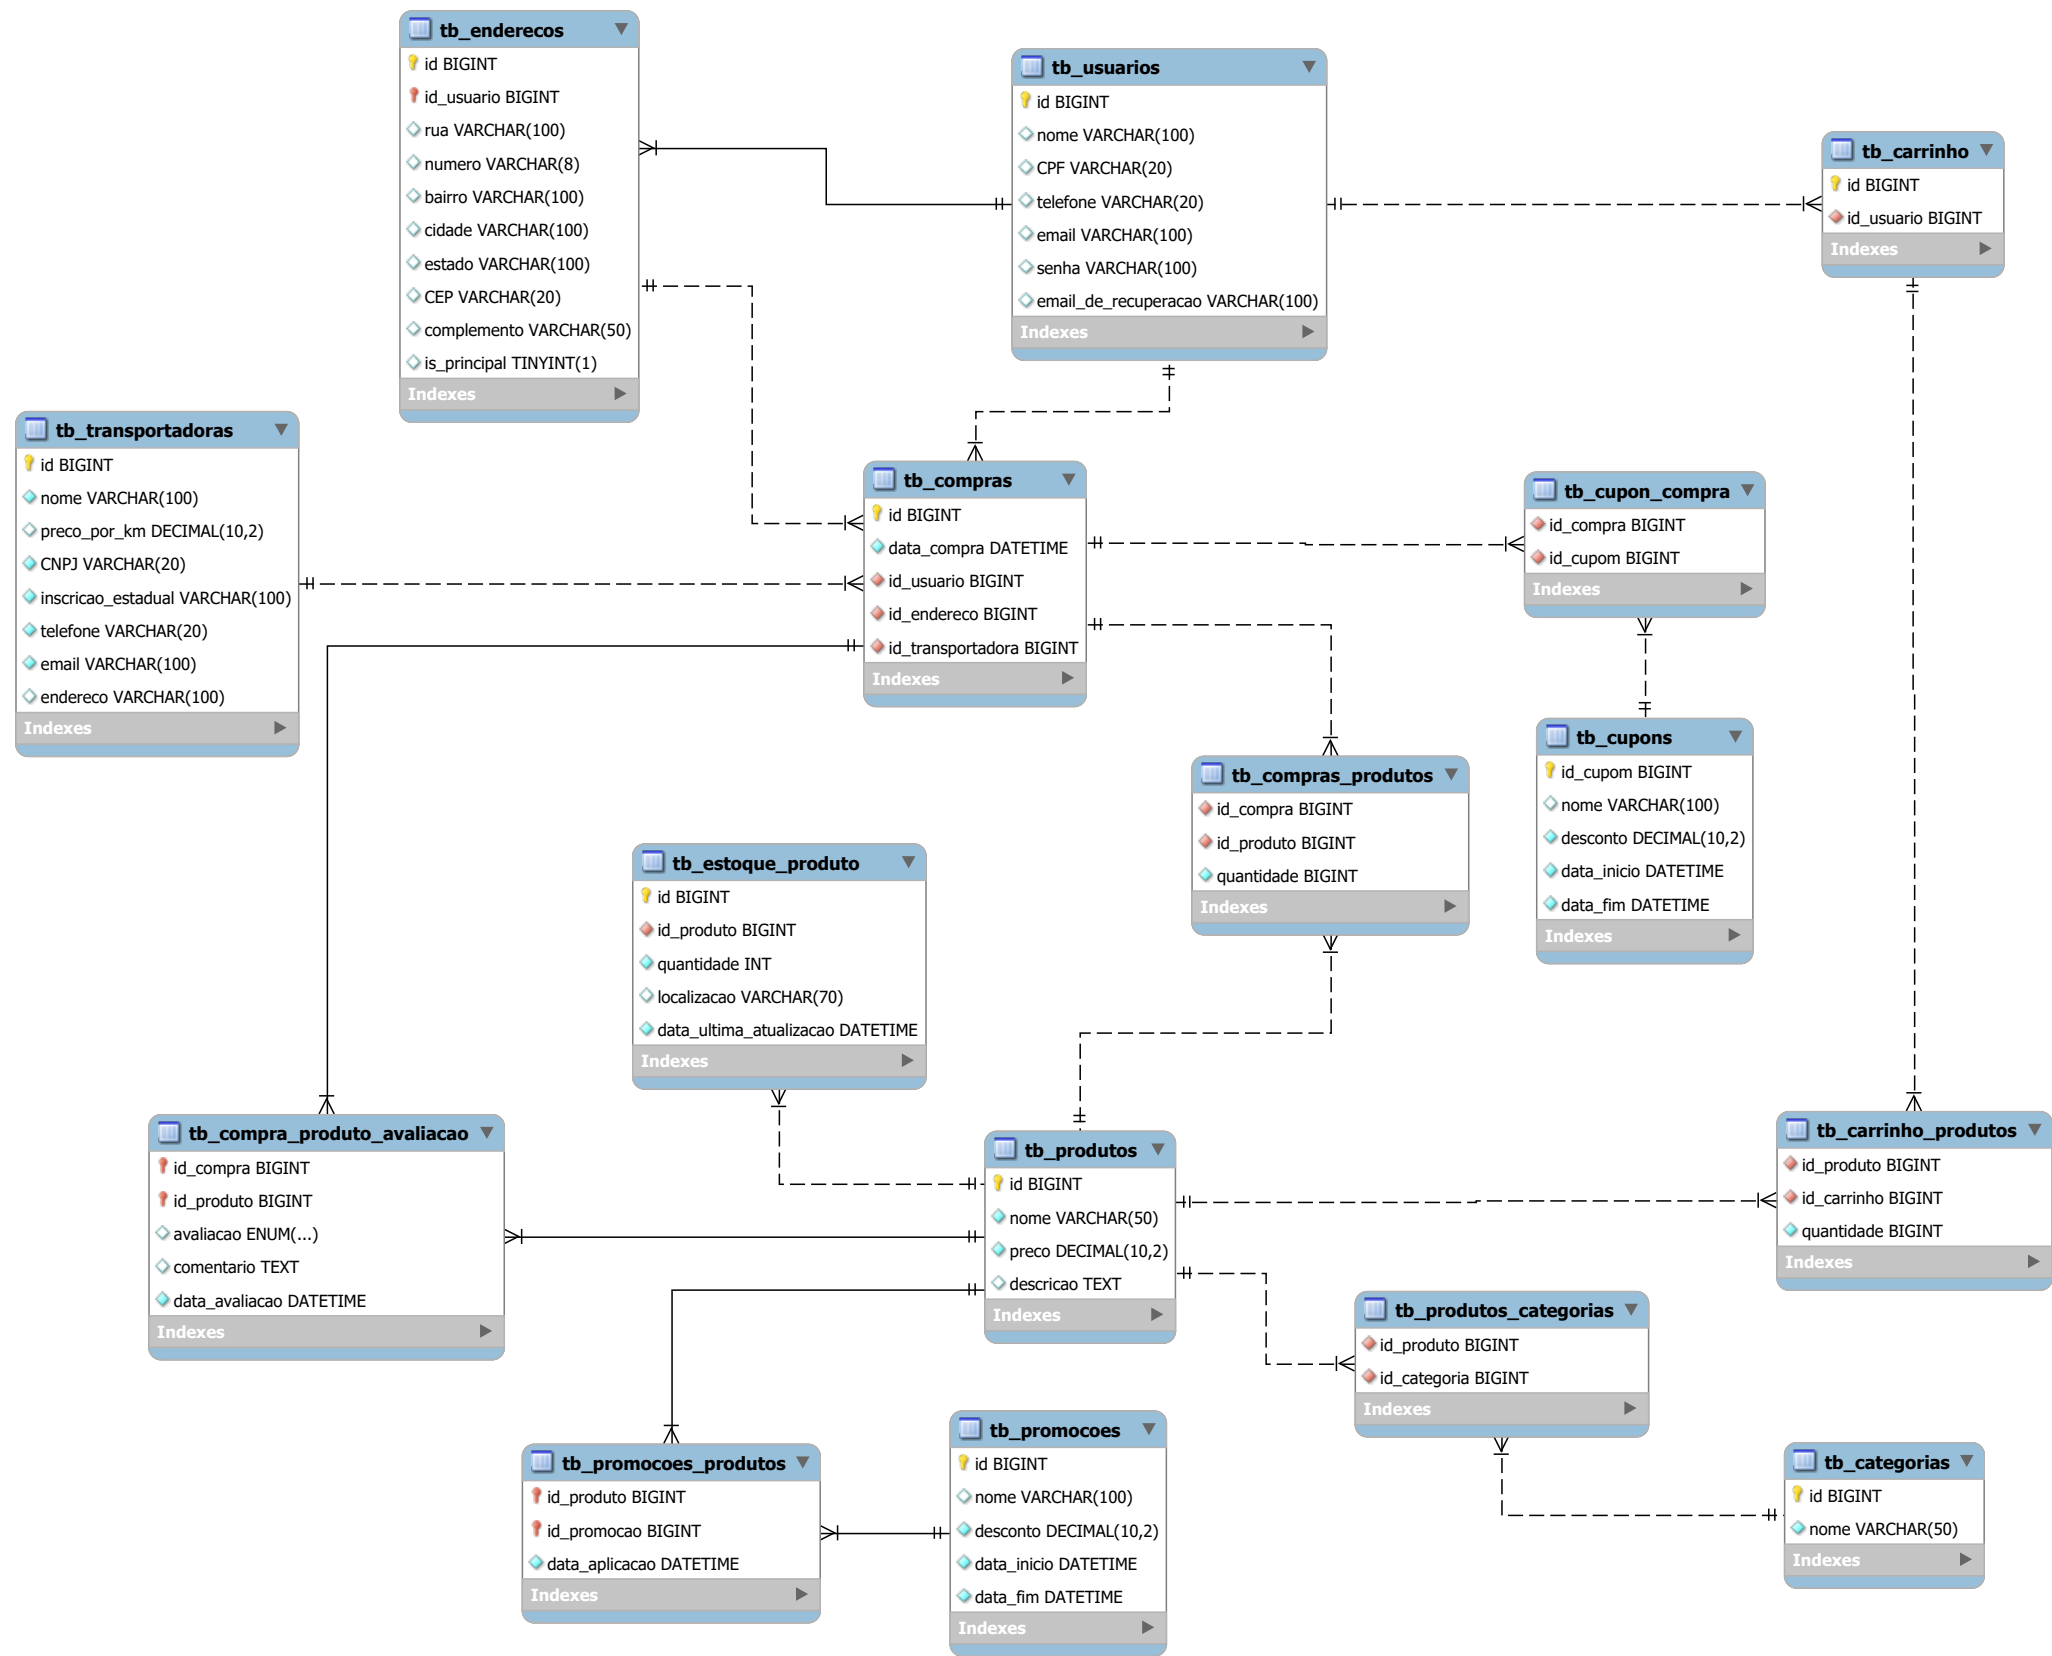 tb_enderecos
id BIGINT
id_usuario BIGINT
rua VARCHAR(100)
numero VARCHAR(8)
bairro VARCHAR(100)
cidade VARCHAR(100)
estado VARCHAR(100)
CEP VARCHAR(20)
complemento VARCHAR(50)
is_principal TINYINT(1)
Indexes
tb_usuarios
id BIGINT
nome VARCHAR(100)
CPF VARCHAR(20)
telefone VARCHAR(20)
email VARCHAR(100)
senha VARCHAR(100)
email_de_recuperacao VARCHAR(100)
Indexes
tb_carrinho
id BIGINT
id_usuario BIGINT
Indexes
tb_transportadoras
id BIGINT
nome VARCHAR(100)
preco_por_km DECIMAL(10,2)
CNPJ VARCHAR(20)
inscricao_estadual VARCHAR(100)
telefone VARCHAR(20)
email VARCHAR(100)
endereco VARCHAR(100)
Indexes
tb_compras
id BIGINT
data_compra DATETIME
id_usuario BIGINT
id_endereco BIGINT
id_transportadora BIGINT
Indexes
tb_cupon_compra
id_compra BIGINT
id_cupom BIGINT
Indexes
tb_cupons
id_cupom BIGINT
nome VARCHAR(100)
desconto DECIMAL(10,2)
data_inicio DATETIME
data_fim DATETIME
Indexes
tb_compras_produtos
id_compra BIGINT
id_produto BIGINT
quantidade BIGINT
Indexes
tb_estoque_produto
id BIGINT
id_produto BIGINT
quantidade INT
localizacao VARCHAR(70)
data_ultima_atualizacao DATETIME
Indexes
tb_compra_produto_avaliacao
id_compra BIGINT
id_produto BIGINT
avaliacao ENUM(...)
comentario TEXT
data_avaliacao DATETIME
Indexes
tb_produtos
id BIGINT
nome VARCHAR(50)
preco DECIMAL(10,2)
descricao TEXT
Indexes
tb_carrinho_produtos
id_produto BIGINT
id_carrinho BIGINT
quantidade BIGINT
Indexes
tb_produtos_categorias
id_produto BIGINT
id_categoria BIGINT
Indexes
tb_promocoes_produtos
id_produto BIGINT
id_promocao BIGINT
data_aplicacao DATETIME
Indexes
tb_promocoes
id BIGINT
nome VARCHAR(100)
desconto DECIMAL(10,2)
data_inicio DATETIME
data_fim DATETIME
Indexes
tb_categorias
id BIGINT
nome VARCHAR(50)
Indexes